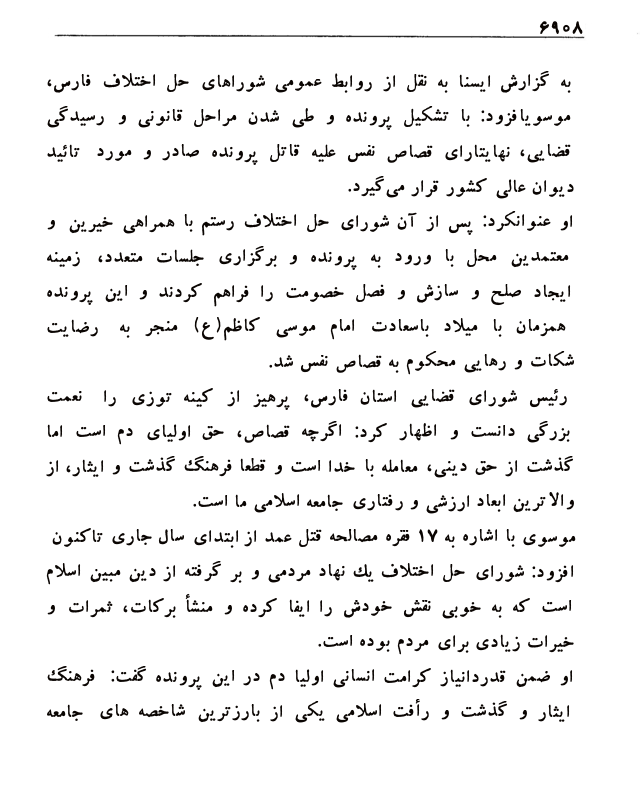 ۶۹۰۸
به گزارش ایسنا به نقل از روابط عمومی شوراهای حل اختلاف فارس،
موسویافزود: با تشکیل پرونده و طی شدن مراحل قانونی و رسیدگی
قضایی، نهایتارای قصاص نفس علیه قاتل پرونده صادر و مورد تائید
دیوان عالی کشور قرار می‌گیرد.
او عنوانکرد: پس از آن شورای حل اختلاف رستم با همراهی خیرین و
معتمدین محل با ورود به پرونده و برگزاری جلسات متعدد، زمینه
ایجاد صلح و سازش و فصل خصومت را فراهم کردند و این پرونده
همزمان با میلاد باسعادت امام موسی کاظم(ع) منجر به رضایت
شکات و رهایی محکوم به قصاص نفس شد.
رئیس شورای قضایی استان فارس، پرهیز از کینه توزی را نعمت
بزرگی دانست و اظهار کرد: اگرچه قصاص، حق اولیای دم است اما
گذشت از حق دینی، معامله با خدا است و قطعا فرهنگ گذشت و ایثار، از
والاترین ابعاد ارزشی و رفتاری جامعه اسلامی ما است.
موسوی با اشاره به ۱۷ فقره مصالحه قتل عمد از ابتدای سال جاری تاکنون
افزود: شورای حل اختلاف یك نهاد مردمی و بر گرفته از دین مبین اسلام
است که به خوبی نقش خودش را ایفا کرده و منشأ برکات، ثمرات و
خیرات زیادی برای مردم بوده است.
او ضمن قدردانیاز کرامت انسانی اولیا دم در این پرونده گفت: فرهنگ
ایثار و گذشت و رأفت اسلامی یکی از بارزترین شاخصه های جامعه